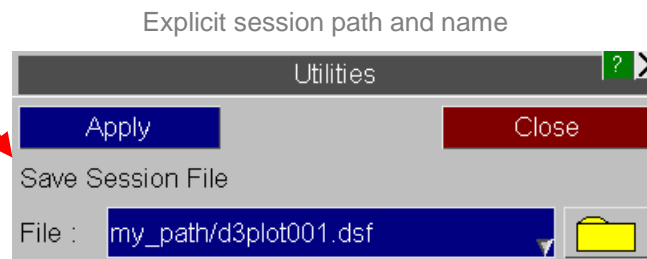 Explicit session path and name
Utilities ? X
Apply Close
Save Session File
File : my_path/d3plot001.dsf